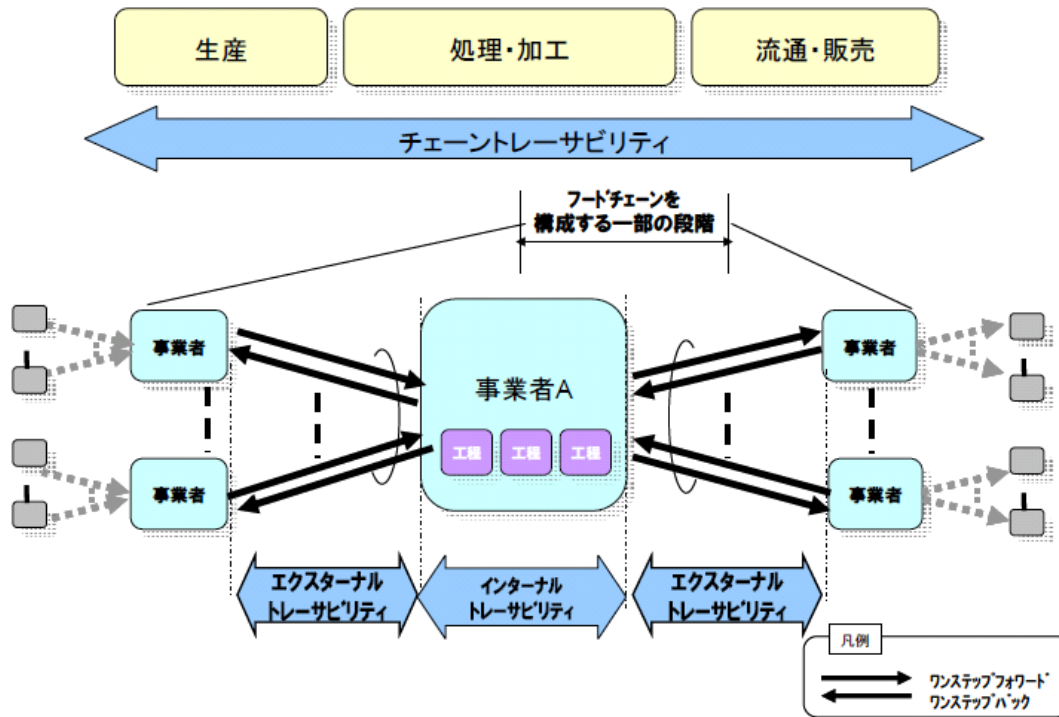 生産
処理・加工
流通・販売
チェーントレーサビリティ
フードチェーンを
構成する一部の段階
事業者
事業者A
事業者
工程
工程
工程
事業者
事業者
エクスターナル
トレーサビリティ
インターナル
トレーサビリティ
エクスターナル
トレーサビリティ
凡例
ワンステップフォワード
ワンステップバック